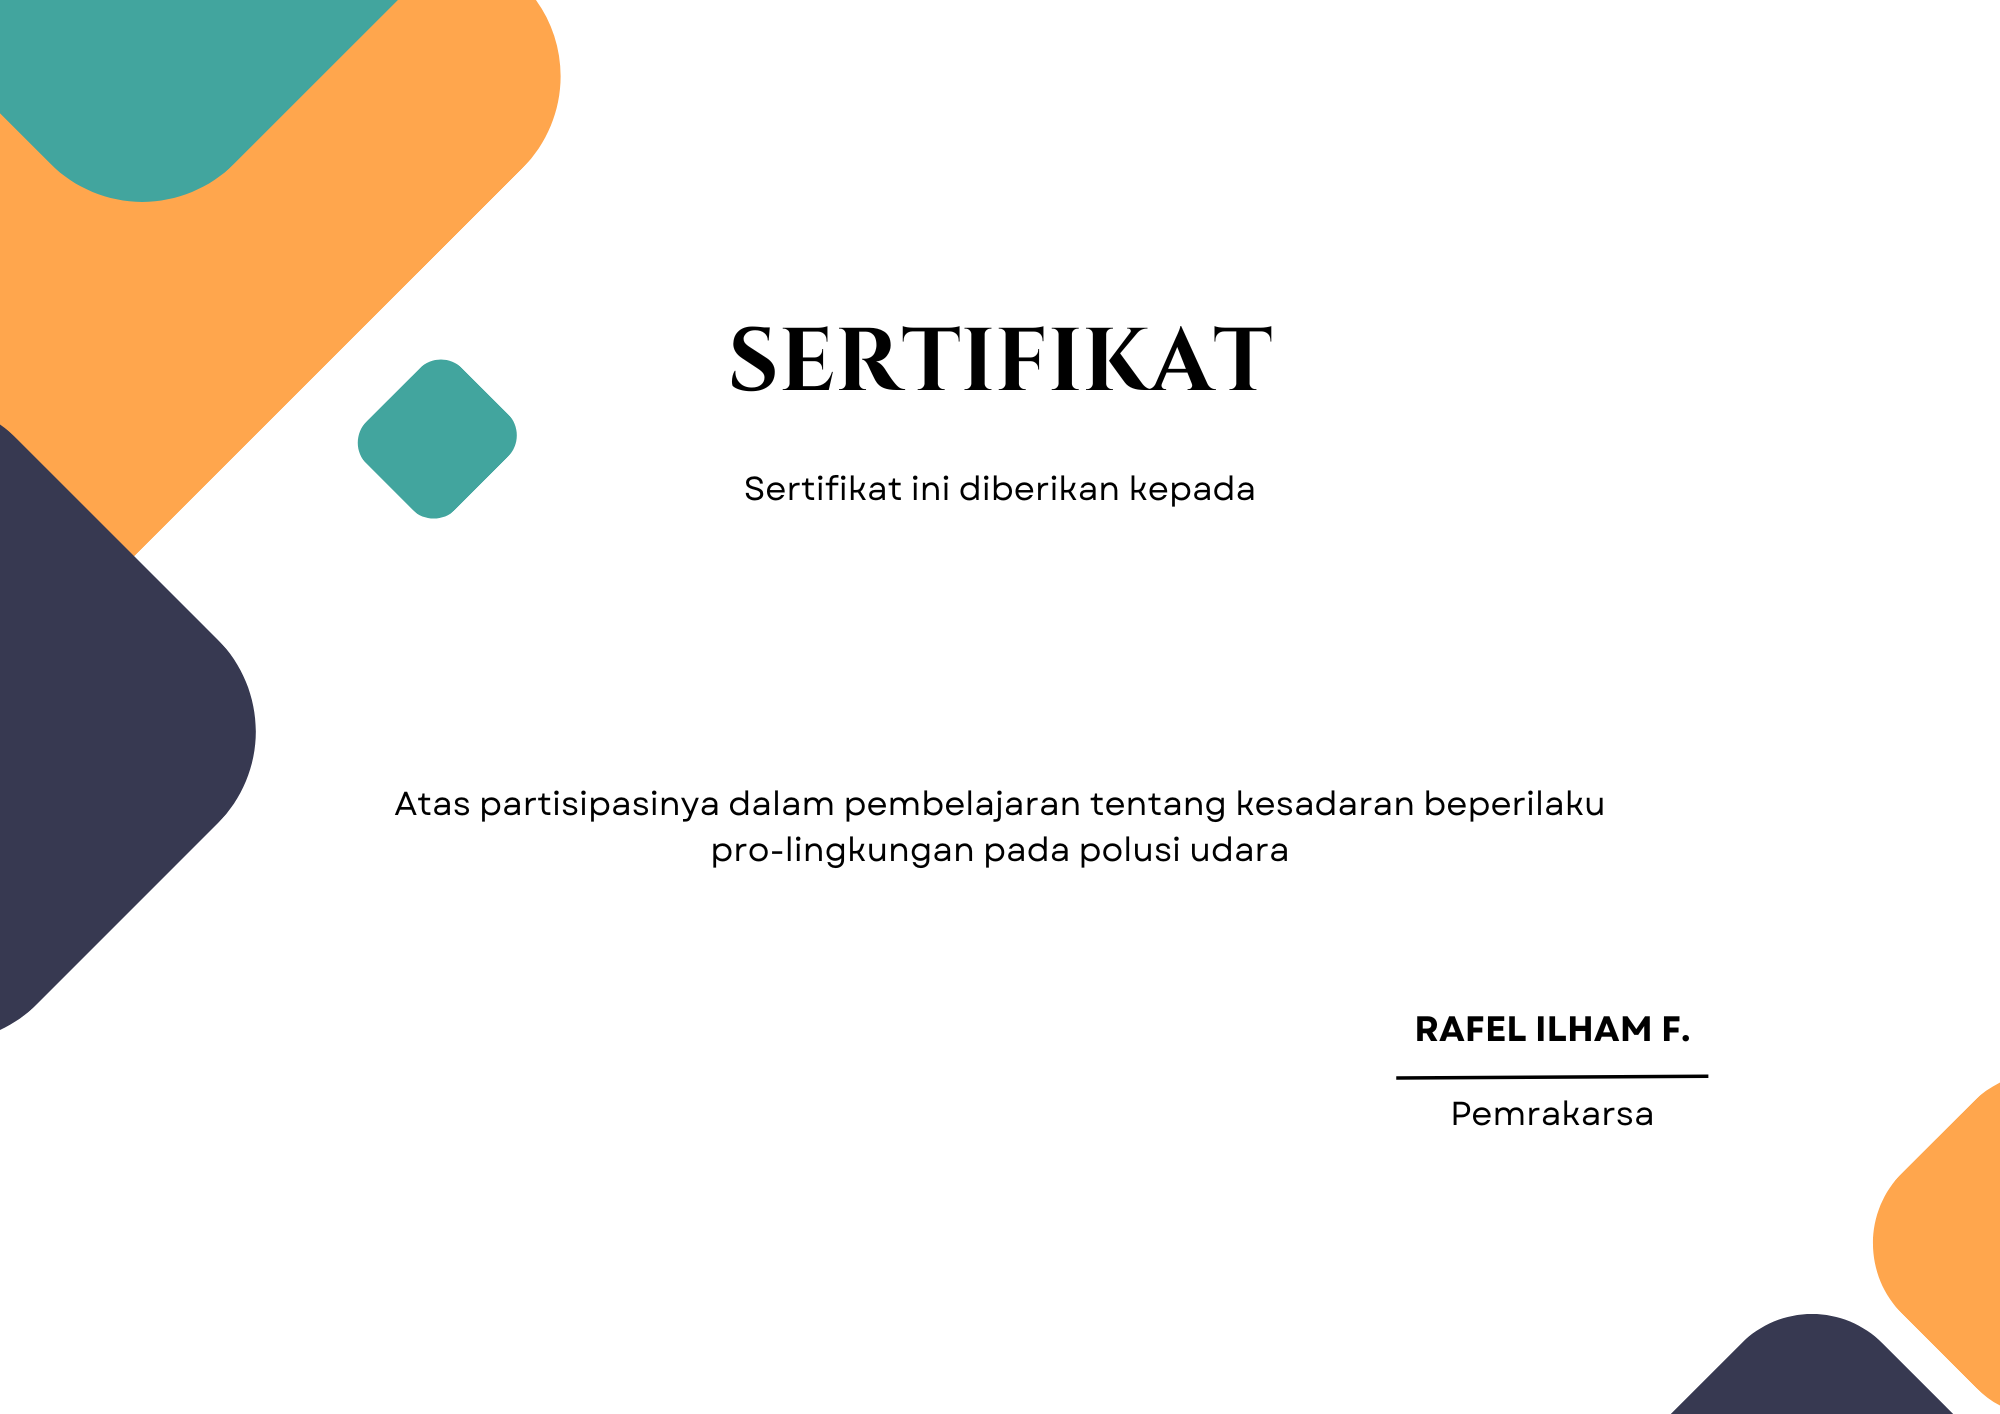 SERTIFIKAT
Sertifikat ini diberikan kepada
Atas partisipasinya dalam pembelajaran tentang kesadaran beperilaku
pro-lingkungan pada polusi udara
RAFEL ILHAM F.
Pemrakarsa